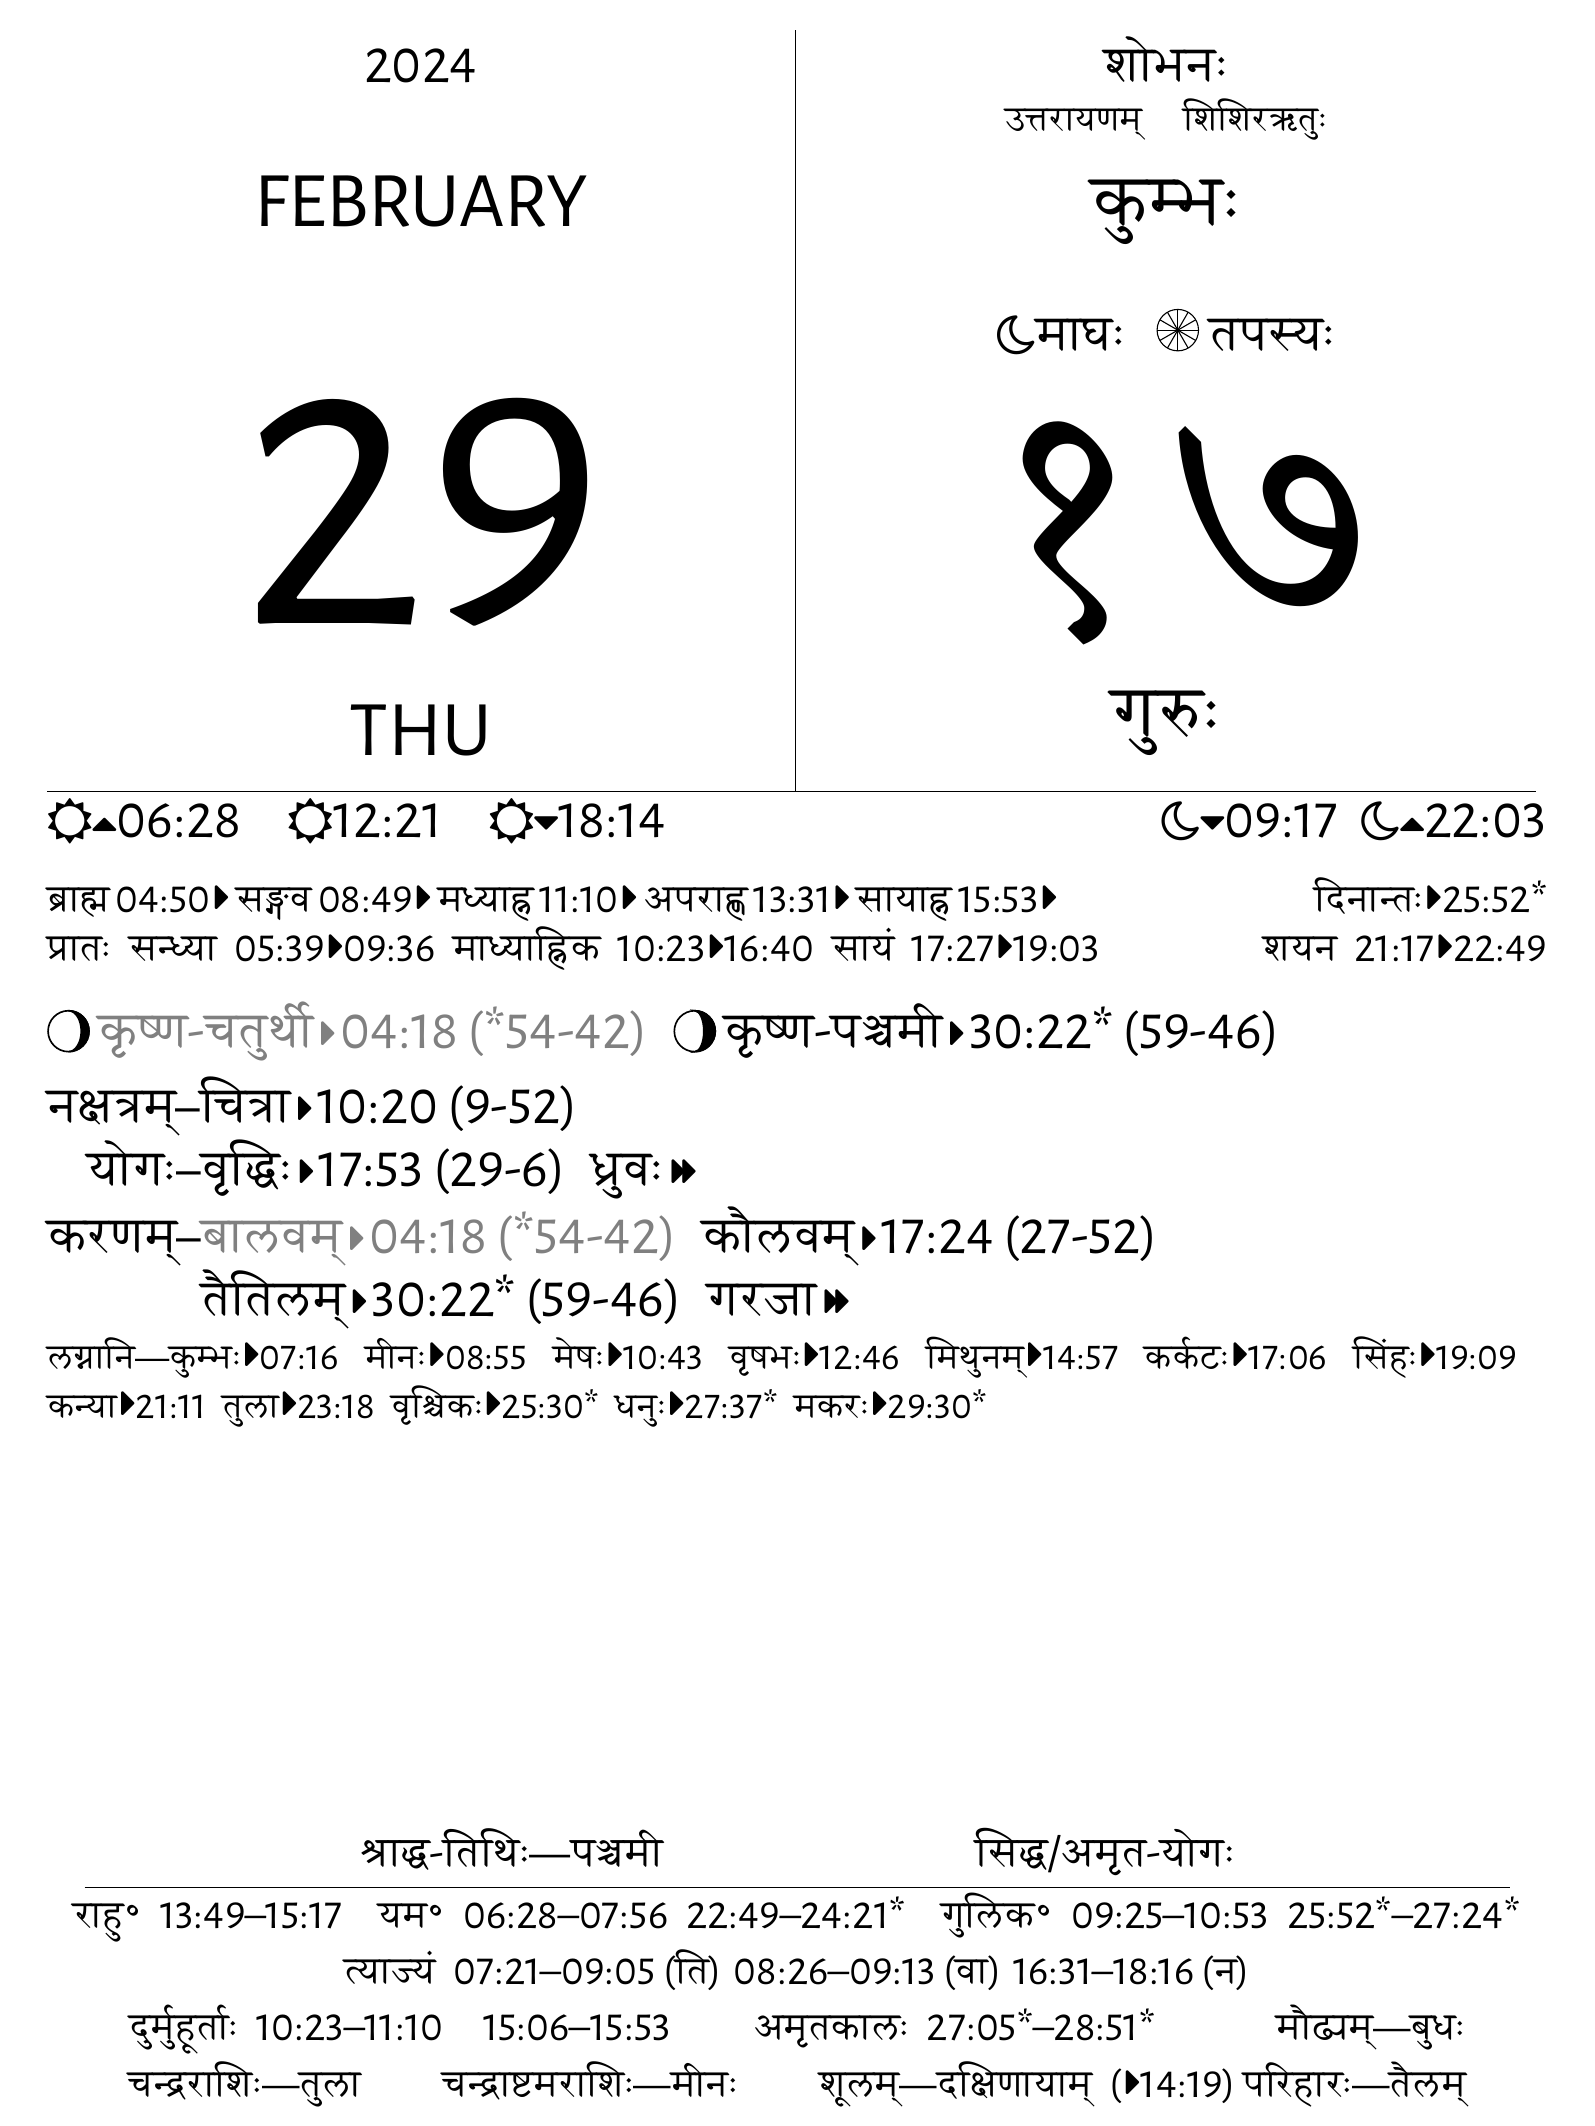 2024
FEBRUARY
29
THU
शोभनः
उत्तरायणम् शिशिरऋतुः
कुम्भः
माघः तपस्यः
१७
गुरुः
06:28 12:21 18:14 09:17 22:03
ब्राह्म 04:50 सङ्गव 08:49 मध्याह्न 11:10 अपराह्ण 13:31 सायाह्न 15:53 दिनान्तः 25:52*
प्रातः सन्ध्या 05:39 09:36 माध्याह्निक 10:23 16:40 सायं 17:27 19:03 शयन 21:17 22:49
कृष्ण-चतुर्थी 04:18 (*54-42) कृष्ण-पञ्चमी 30:22* (59-46)
नक्षत्रम्–चित्रा 10:20 (9-52)
योगः–वृद्धिः 17:53 (29-6) ध्रुवः
करणम्–बालवम् 04:18 (*54-42) कौलवम् 17:24 (27-52)
तैतिलम् 30:22* (59-46) गरजा
लग्नानि—कुम्भः 07:16 मीनः 08:55 मेषः 10:43 वृषभः 12:46 मिथुनम् 14:57 कर्कटः 17:06 सिंहः 19:09
कन्या 21:11 तुला 23:18 वृश्चिकः 25:30* धनुः 27:37* मकरः 29:30*
श्राद्ध-तिथिः—पञ्चमी सिद्ध/अमृत-योगः
राहु॰ 13:49–15:17 यम॰ 06:28–07:56 22:49–24:21* गुलिक॰ 09:25–10:53 25:52*–27:24*
त्याज्यं 07:21–09:05 (ति) 08:26–09:13 (वा) 16:31–18:16 (न)
दुर्मुहूर्ताः 10:23–11:10 15:06–15:53 अमृतकालः 27:05*–28:51* मौढ्यम्—बुधः
चन्द्रराशिः—तुला चन्द्राष्टमराशिः—मीनः शूलम्—दक्षिणायाम् (14:19) परिहारः—तैलम्